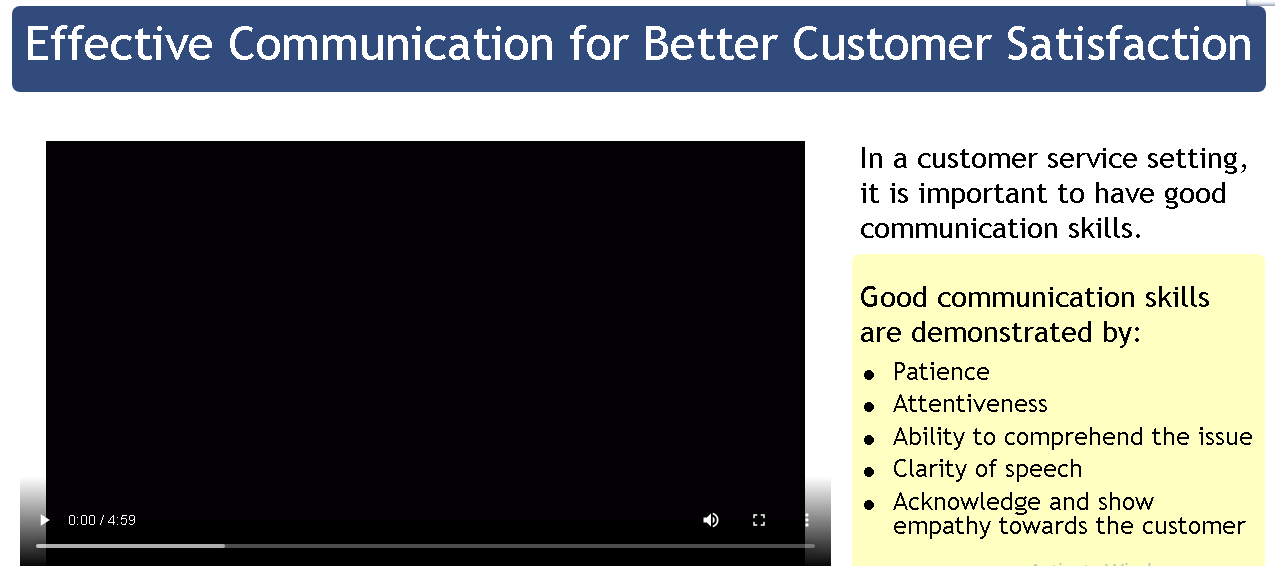 Effective Communication for Better Customer Satisfaction
In a customer service setting,
it is important to have good
communication skills.
Good communication skills
are demonstrated by:
● Patience
● Attentiveness
● Ability to comprehend the issue
● Clarity of speech
● Acknowledge and show
empathy towards the customer
0:00 / 4:59